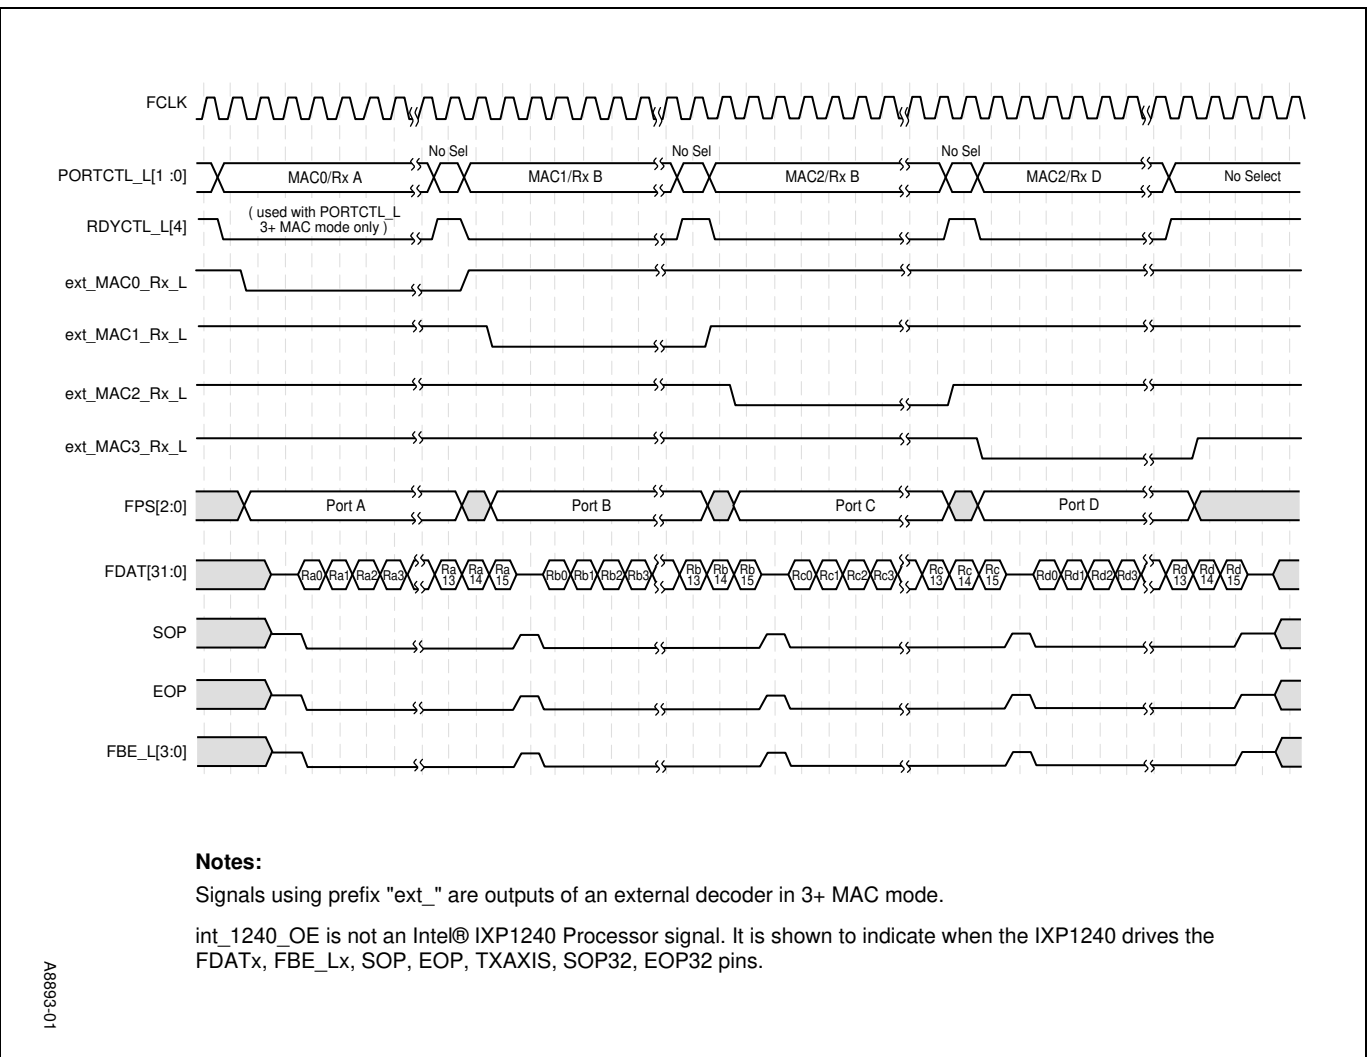 FCLK
No Sel No Sel No Sel
PORTCTL_L[1 :0] MAC0/Rx A MAC1/Rx B MAC2/Rx B MAC2/Rx D No Select
( used with PORTCTL_L
RDYCTL_L[4] 3+ MAC mode only )
ext_MAC0_Rx_L
ext_MAC1_Rx_L
ext_MAC2_Rx_L
ext_MAC3_Rx_L
FPS[2:0] Port A Port B Port C Port D
FDAT[31:0] Ra0 Ra1 Ra2 Ra3 Ra 13 Ra 14 Ra 15 Rb0 Rb1 Rb2 Rb3 Rb 13 Rb 14 Rb 15 Rc0 Rc1 Rc2 Rc3 Rc 13 Rc 14 Rc 15 Rd0 Rd1 Rd2 Rd3 Rd 13 Rd 14 Rd 15
SOP
EOP
FBE_L[3:0]
Notes:
Signals using prefix "ext_" are outputs of an external decoder in 3+ MAC mode.
int_1240_OE is not an Intel® IXP1240 Processor signal. It is shown to indicate when the IXP1240 drives the
FDATx, FBE_Lx, SOP, EOP, TXAXIS, SOP32, EOP32 pins.
A8893-01